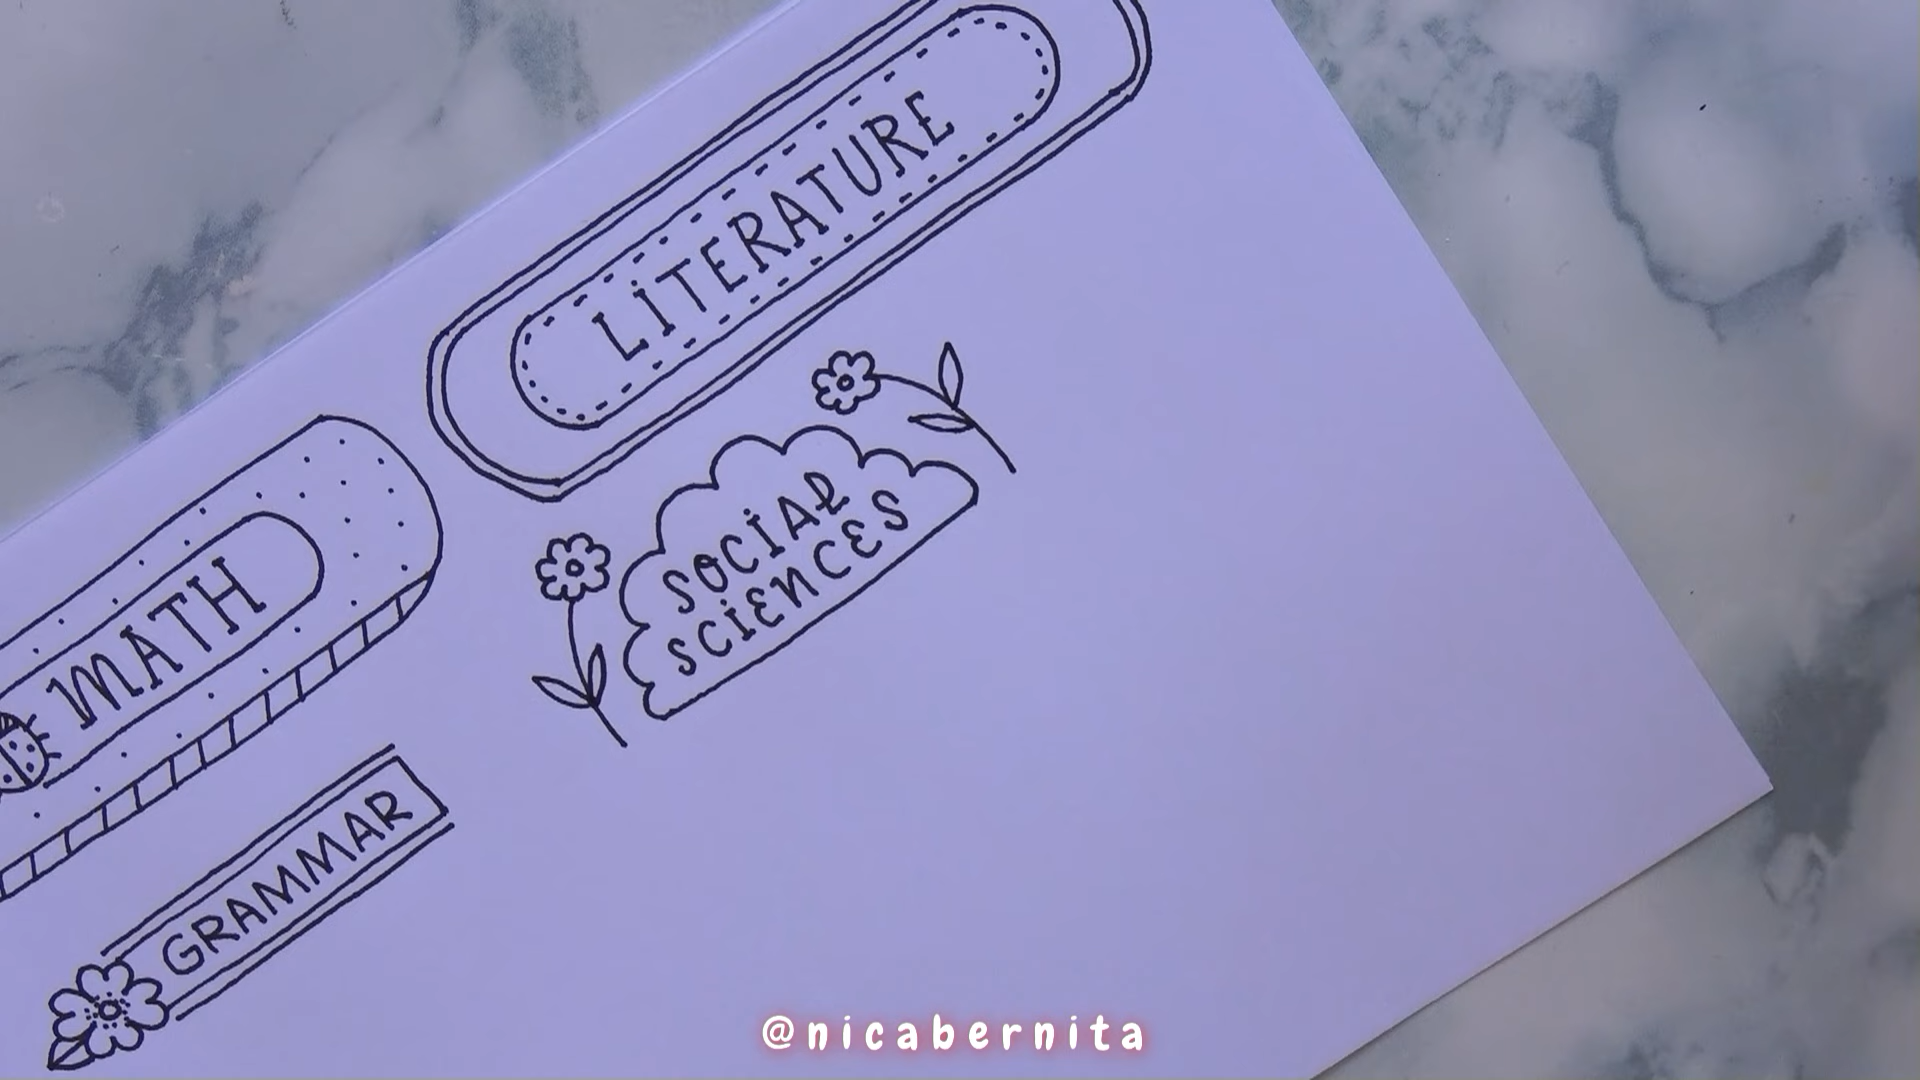 LiTERATURE
SOCiAL
SCiENCES
MATH
GRAMMAR
@nicabernita